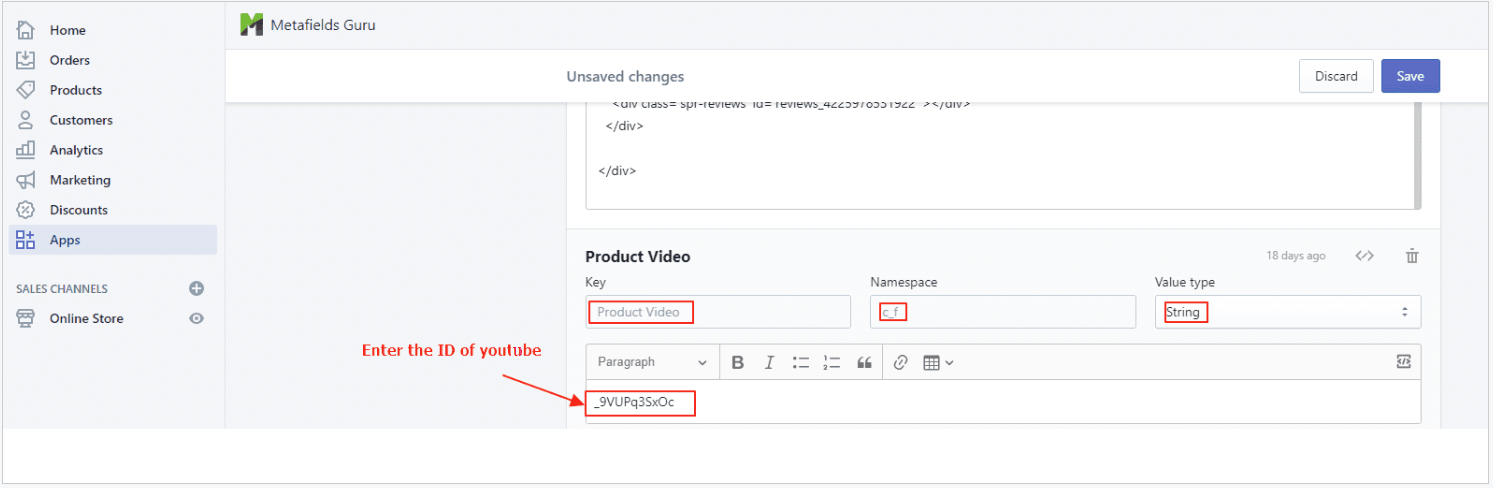 Home
Orders
Products
Customers
Analytics
Marketing
Discounts
Apps
SALES CHANNELS
Online Store
Metafields Guru
Unsaved changes
Discard
Save
<div class="spr-reviews" id="reviews_4225978531922"></div>
</div>
</div>
Product Video
18 days ago
Key
Namespace
Value type
Product Video
c_f
String
Enter the ID of youtube
Paragraph
B
I
_9VUPq3SxOc